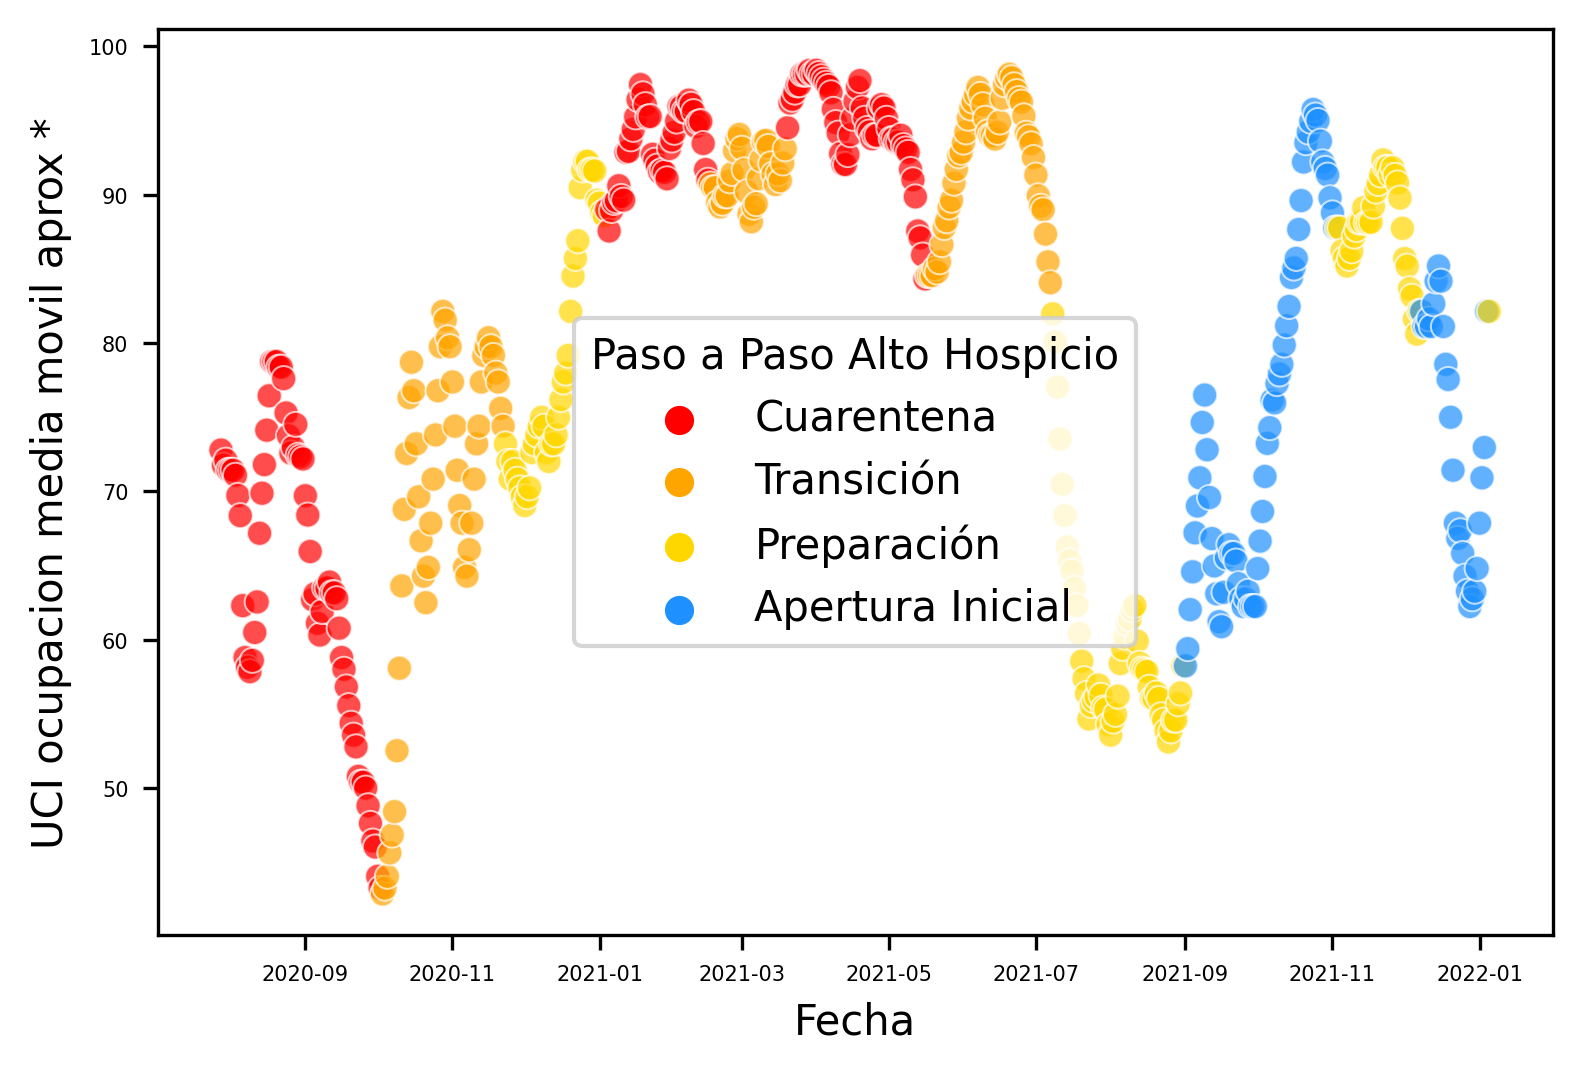 UCI ocupacion media movil aprox *
100
90
80
70
60
50
Paso a Paso Alto Hospicio
Cuarentena
Transición
Preparación
Apertura Inicial
2020-09
2020-11
2021-01
2021-03
2021-05
2021-07
2021-09
2021-11
2022-01
Fecha